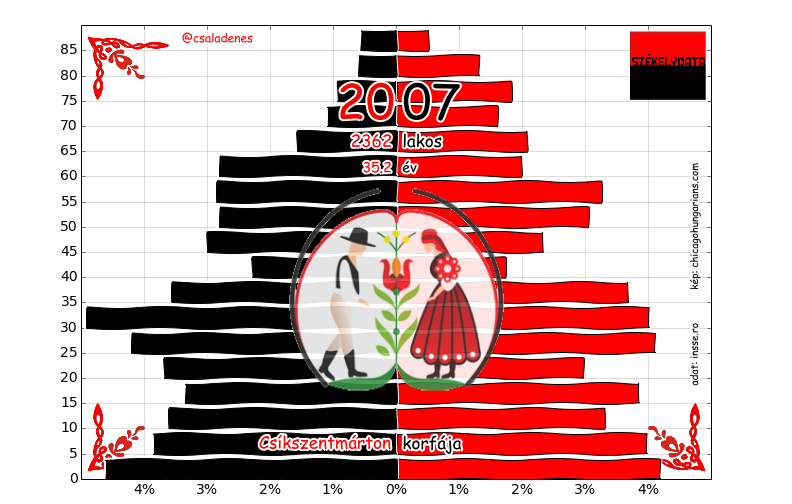 @csaladenes
SZÉKELYDATA
2007
2362 lakos
35,2 év
kép: chicagohungarians.com
adat: insse.ro
Csíkszentmárton korfája
85
80
75
70
65
60
55
50
45
40
35
30
25
20
15
10
5
0
4% 3% 2% 1% 0% 1% 2% 3% 4%